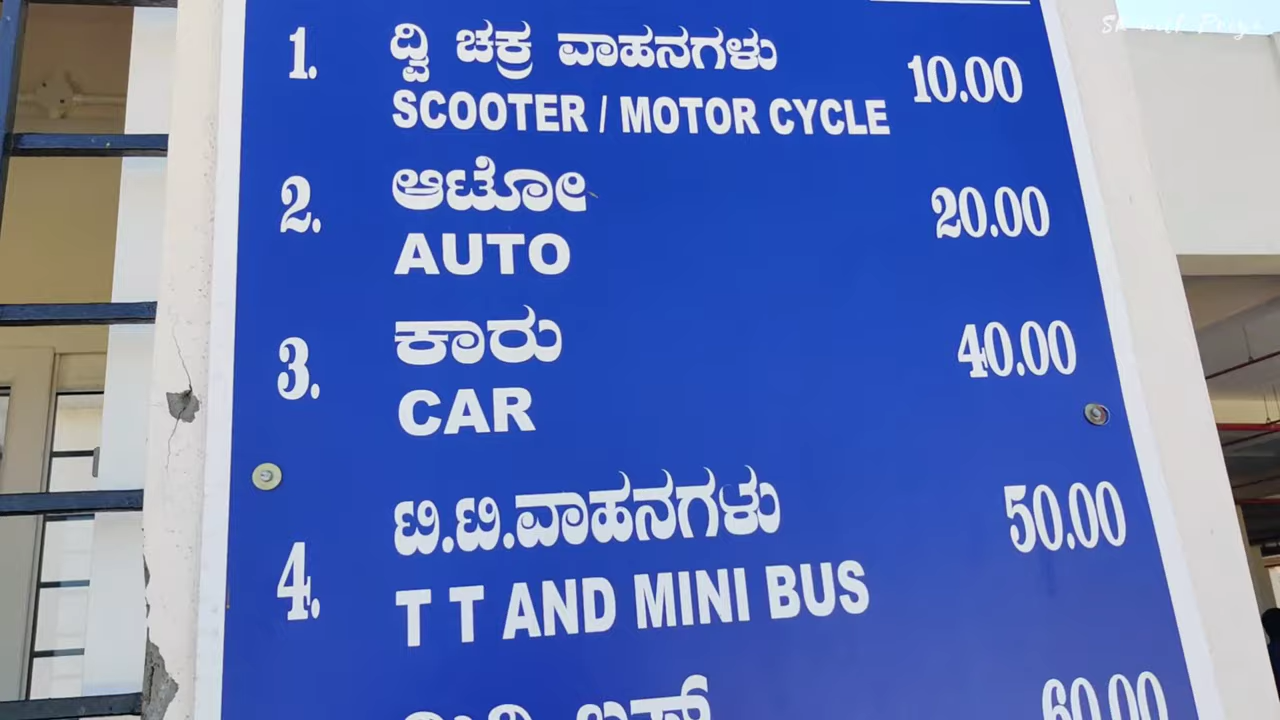 1. ದ್ವಿ ಚಕ್ರ ವಾಹನಗಳು 10.00
SCOOTER / MOTOR CYCLE
2. ಆಟೋ 20.00
AUTO
3. ಕಾರು 40.00
CAR
4. ಟಿ.ಟಿ.ವಾಹನಗಳು 50.00
T T AND MINI BUS
60.00